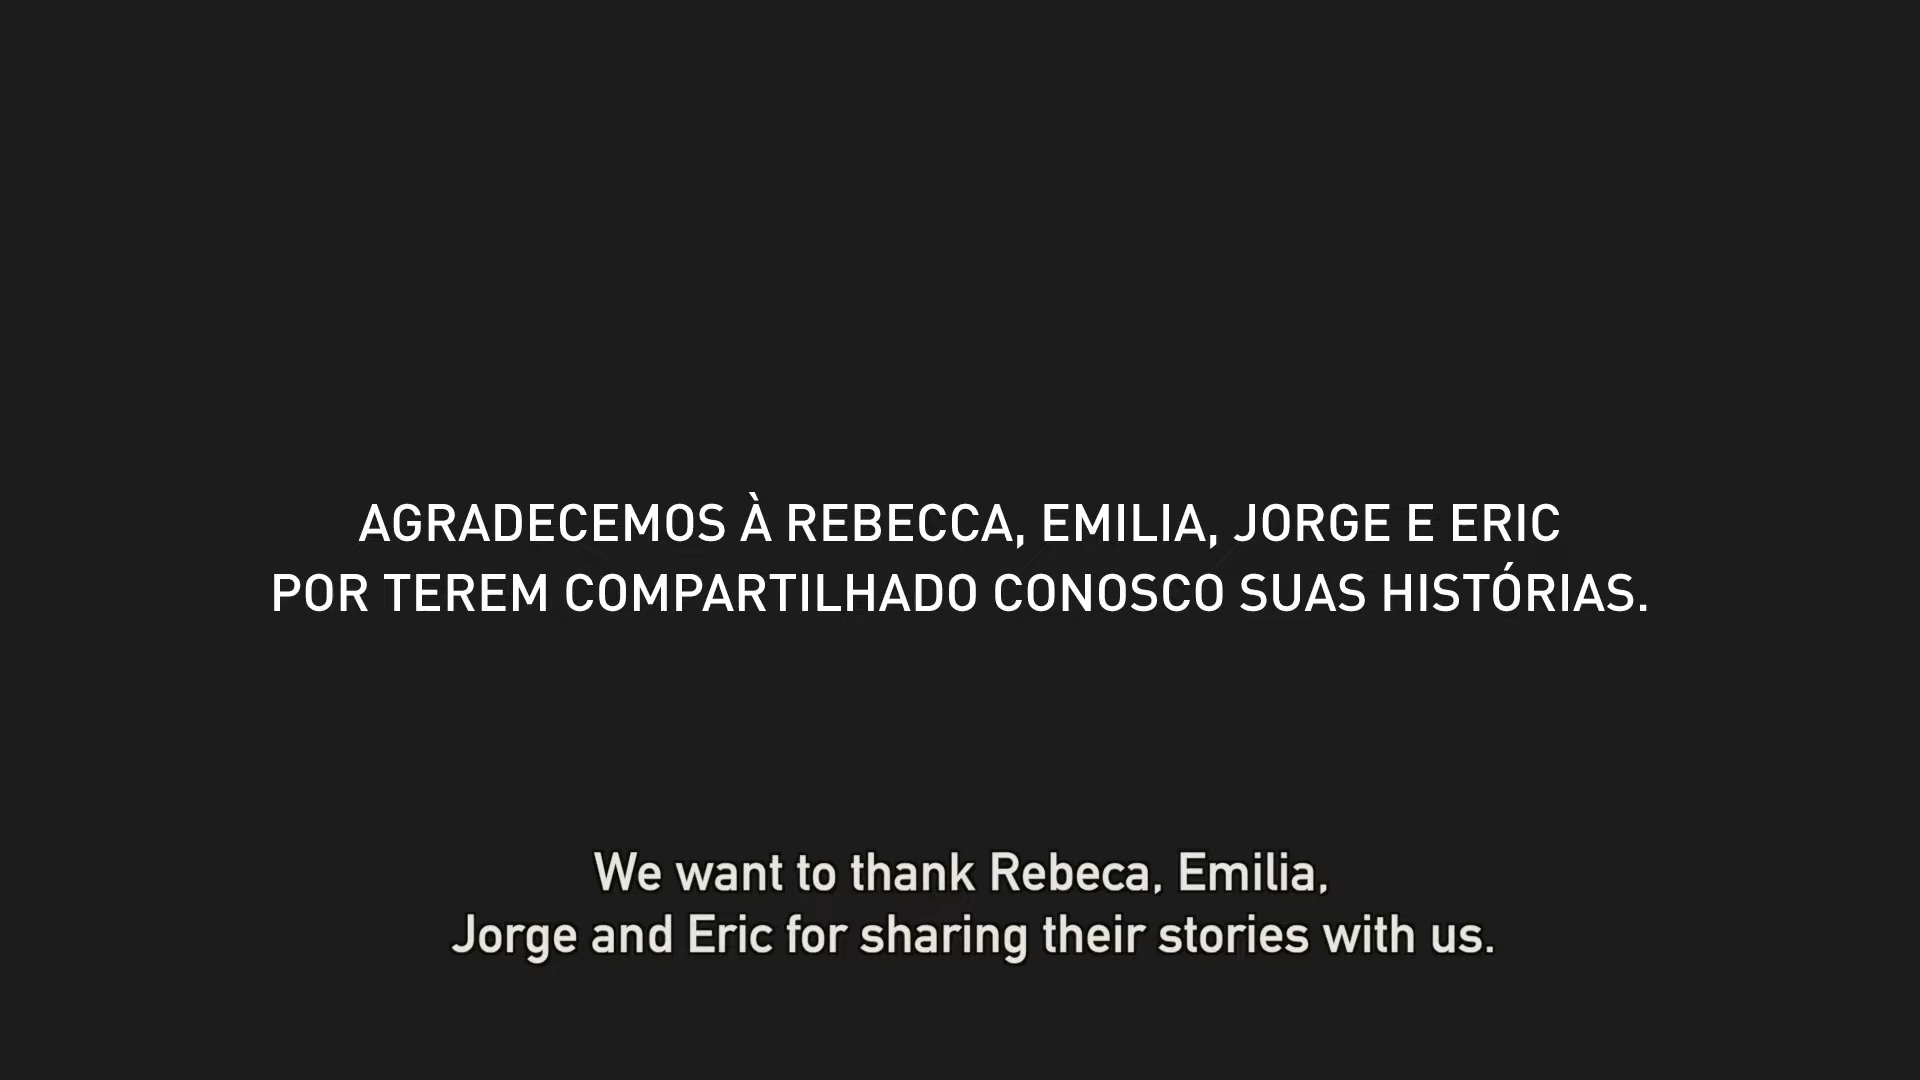 AGRADECEMOS À REBECCA, EMILIA, JORGE E ERIC
POR TEREM COMPARTILHADO CONOSCO SUAS HISTÓRIAS.
We want to thank Rebeca, Emilia,
Jorge and Eric for sharing their stories with us.